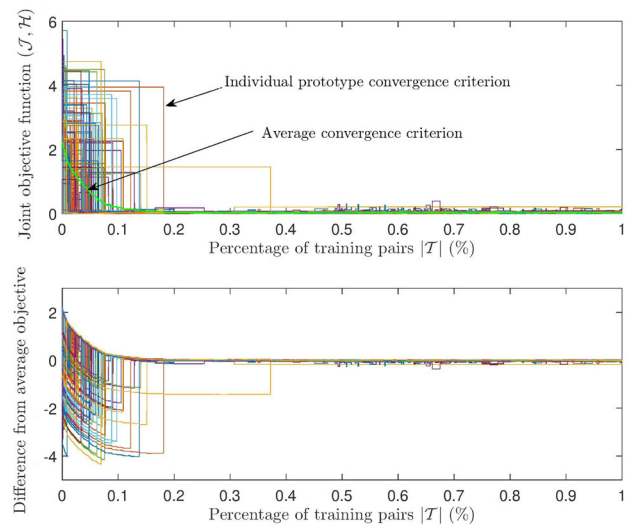 Joint objective function (𝒥, ℋ)
6
4
2
0
Individual prototype convergence criterion
Average convergence criterion
0 0.1 0.2 0.3 0.4 0.5 0.6 0.7 0.8 0.9 1
Percentage of training pairs |𝒯| (%)
Difference from average objective
2
0
-2
-4
0 0.1 0.2 0.3 0.4 0.5 0.6 0.7 0.8 0.9 1
Percentage of training pairs |𝒯| (%)